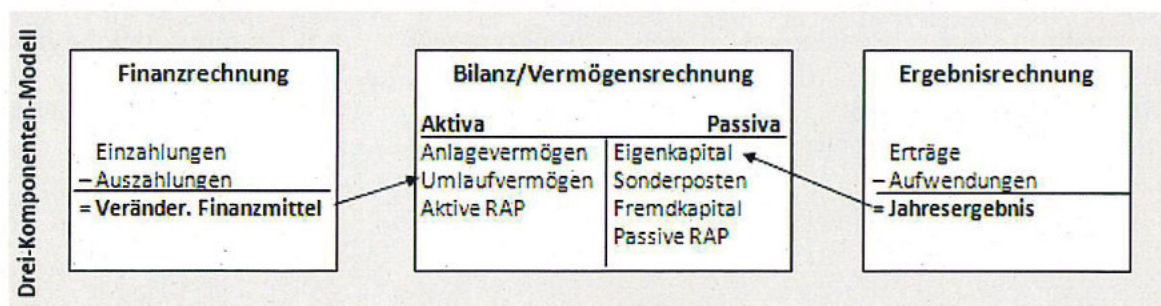 Drei-Komponenten-Modell
Finanzrechnung
Einzahlungen
– Auszahlungen
= Veränder. Finanzmittel
Bilanz/Vermögensrechnung
Aktiva Passiva
Anlagevermögen Eigenkapital
Umlaufvermögen Sonderposten
Aktive RAP Fremdkapital
Passive RAP
Ergebnisrechnung
Erträge
– Aufwendungen
= Jahresergebnis